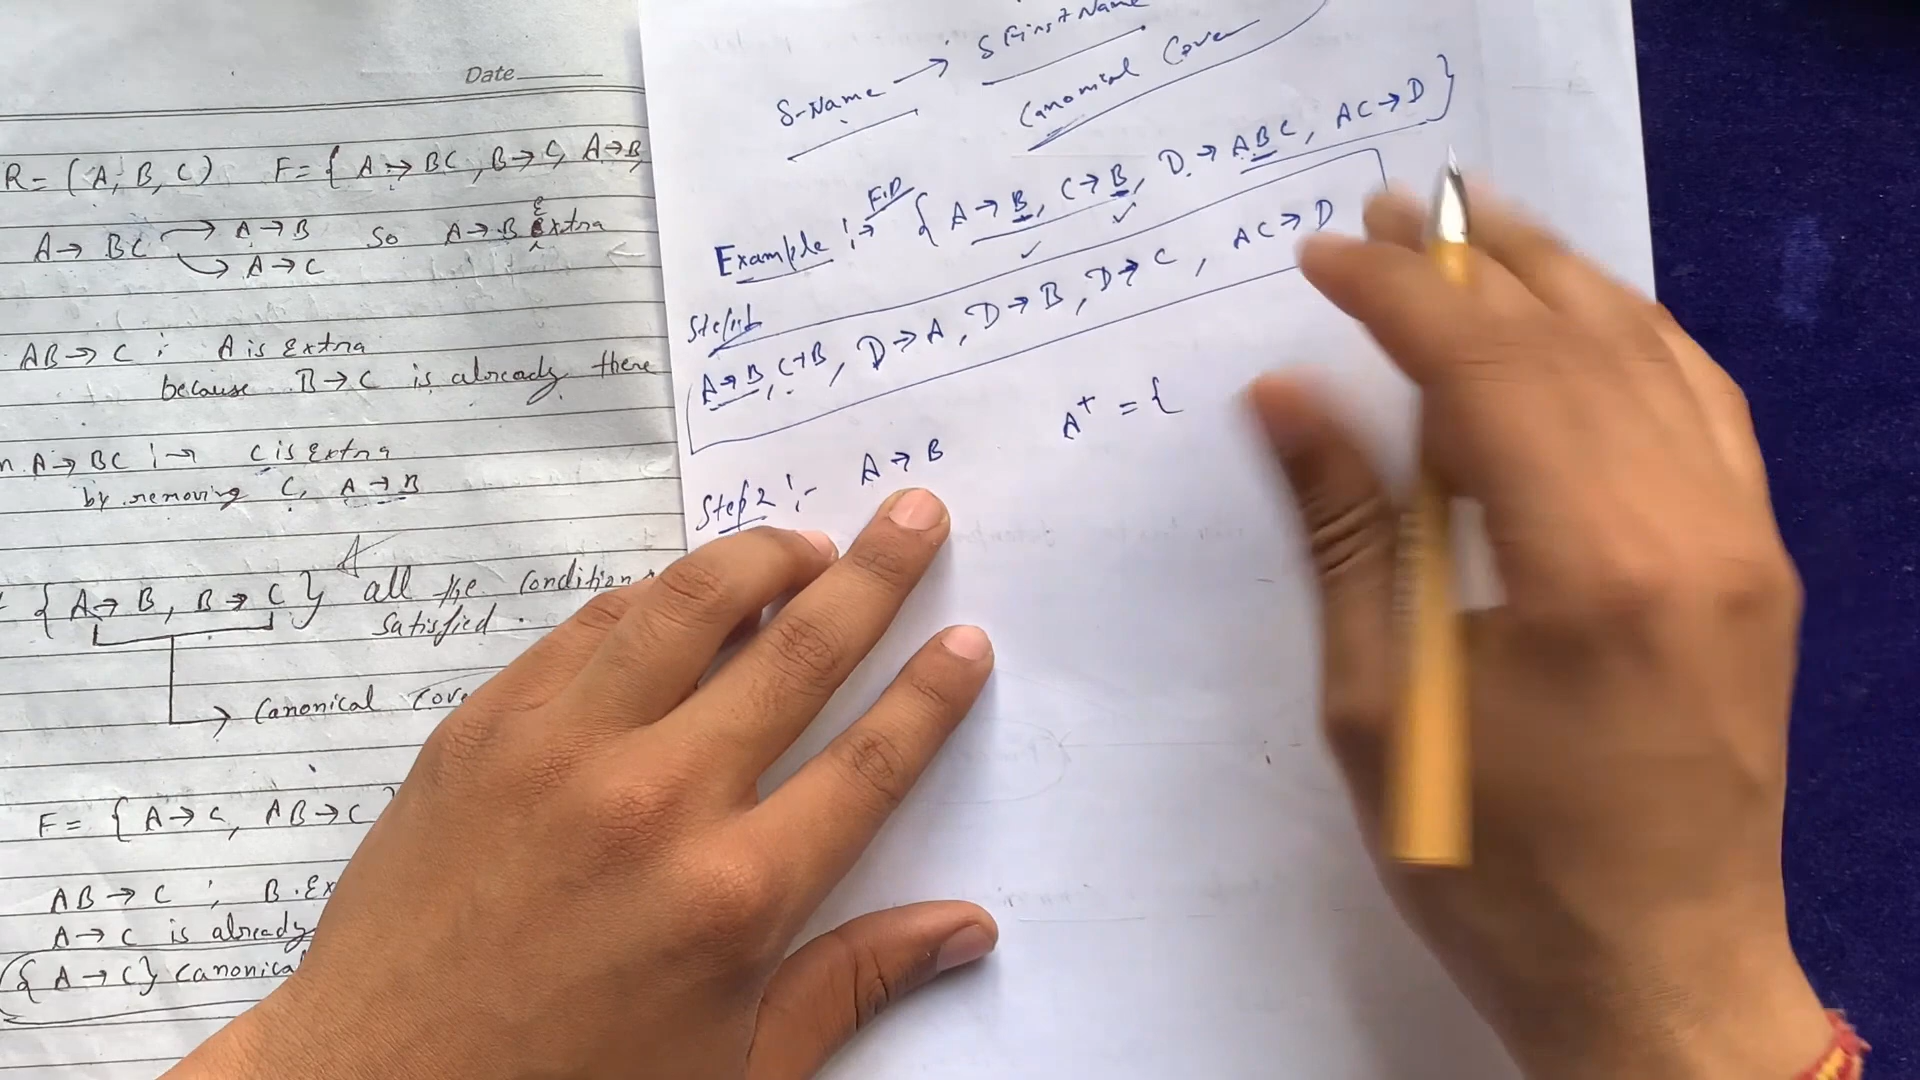 Date
R = (A, B, C) F = { A → BC, B → C, A → B,
A → BC → A → B So A → B Extra
→ A → C
AB → C : A is Extra
because B → C is already there
A → BC : → C is Extra
by removing C, A → B
{ A → B, B → C } all the Condition
Satisfied.
→ Canonical Cove
F = { A → C, AB → C }
AB → C ; B Ex
A → C is already
{ A → C } Canonical
S-Name → S First Name
Canonical Cover
Example : → F.D { A → B, C → B, D → ABC, AC → D }
Step 1
A → B, C → B, D → A, D → B, D → C, AC → D
Step 2 :- A → B A+ = {